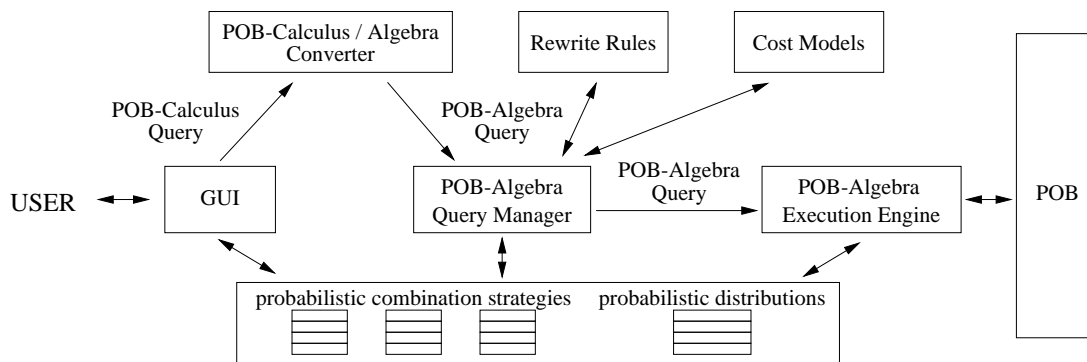 POB-Calculus / Algebra
Converter
Rewrite Rules
Cost Models
POB-Calculus
Query
POB-Algebra
Query
USER
GUI
POB-Algebra
Query Manager
POB-Algebra
Query
POB-Algebra
Execution Engine
POB
probabilistic combination strategies
probabilistic distributions